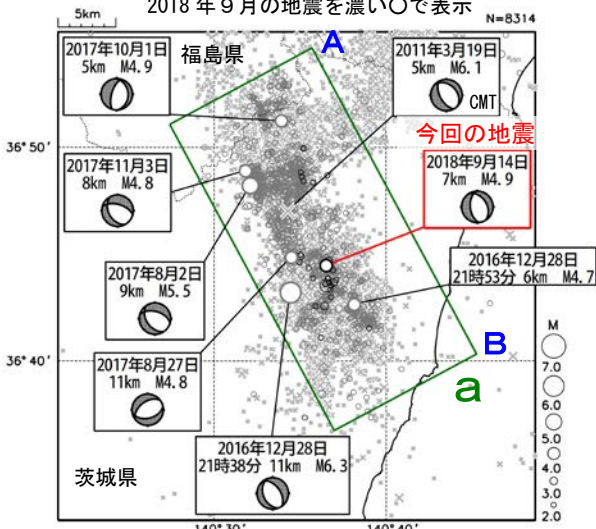 2018年9月の地震を濃い○で表示
5km
N=8314
A
福島県
2017年10月1日
5km M4.9
2011年3月19日
5km M6.1
CMT
今回の地震
36°50'
2017年11月3日
8km M4.8
2018年9月14日
7km M4.9
2016年12月28日
21時53分 6km M4.7
2017年8月2日
9km M5.5
B
36°40'
a
2017年8月27日
11km M4.8
2016年12月28日
21時38分 11km M6.3
茨城県
M
7.0
6.0
5.0
4.0
3.0
2.0
140°30'
140°40'